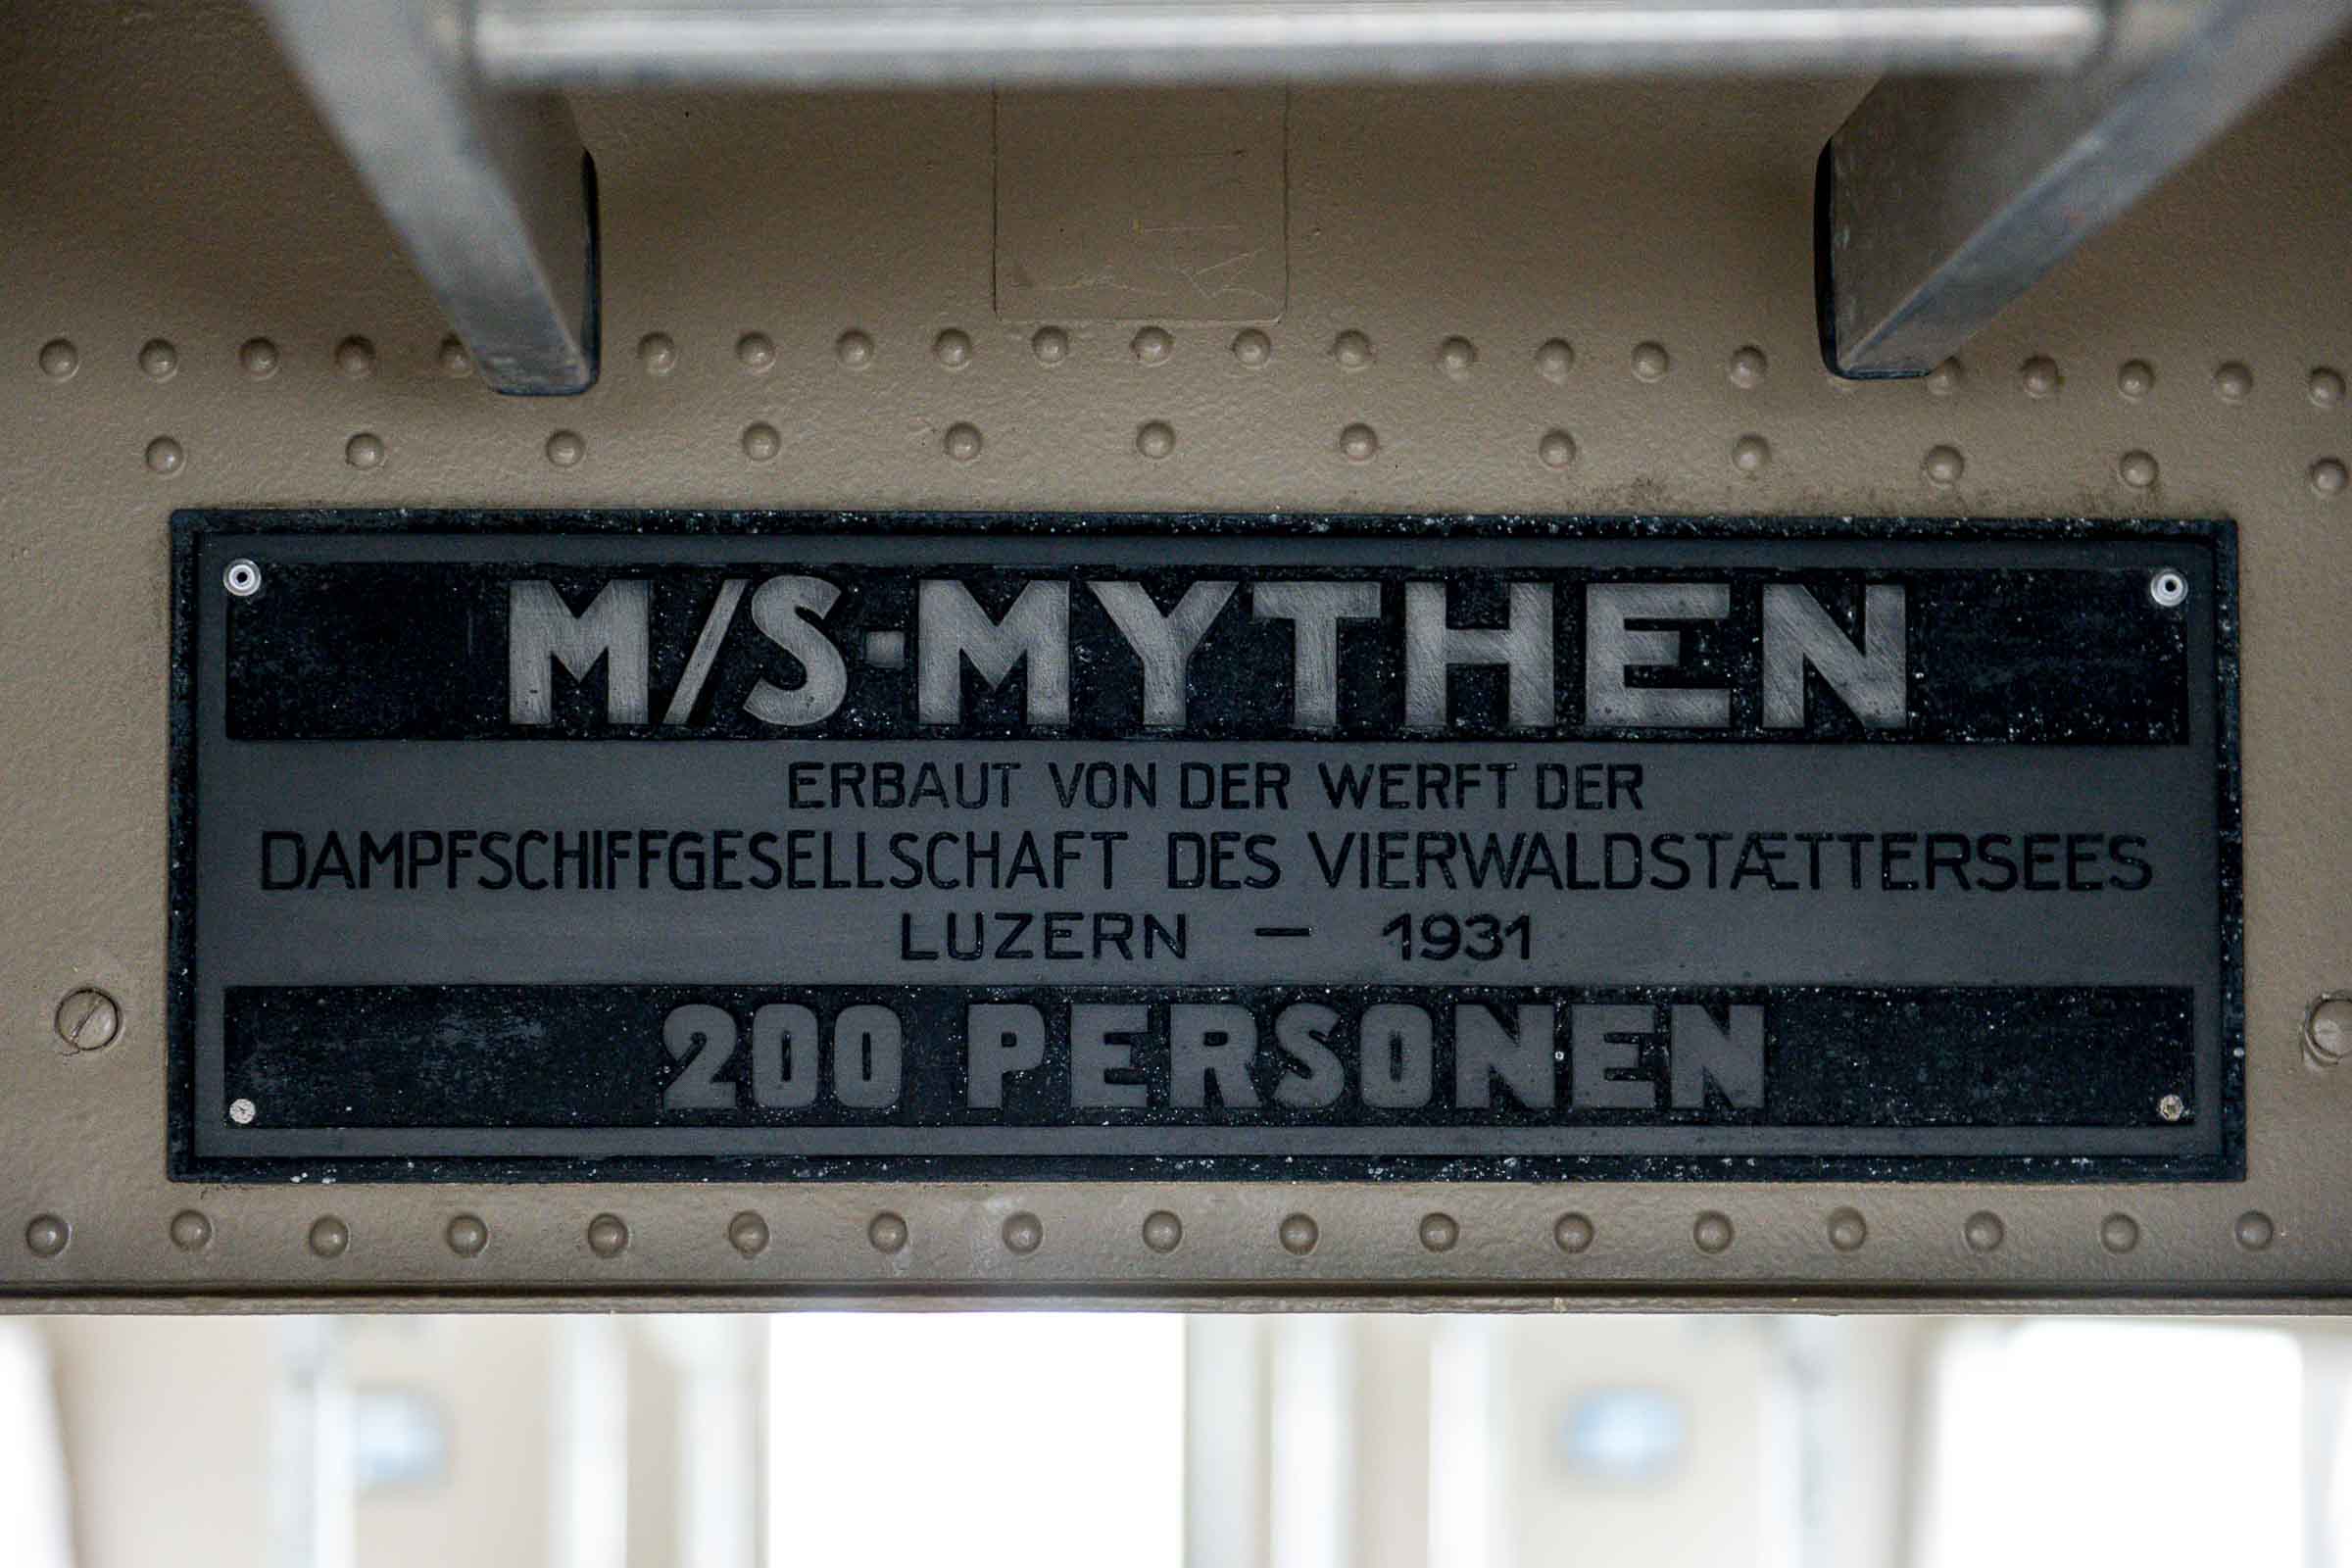 M/S-MYTHEN
ERBAUT VON DER WERFT DER
DAMPFSCHIFFGESELLSCHAFT DES VIERWALDSTÆTTERSEES
LUZERN — 1931
200 PERSONEN